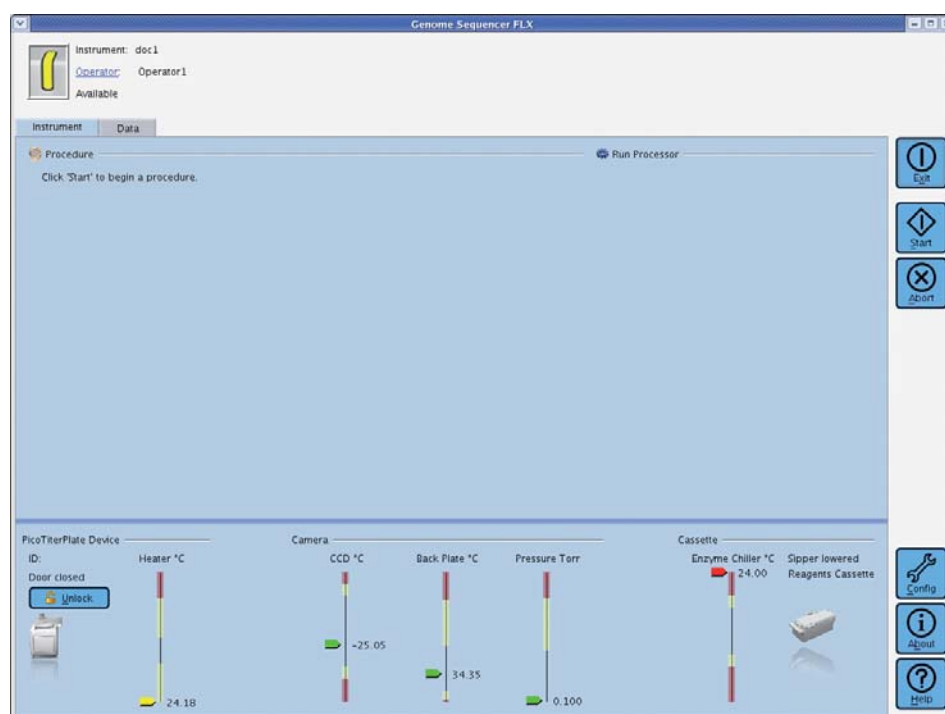 Genome Sequencer FLX
Instrument: doc1
Operator: Operator1
Available
Instrument Data
Procedure Run Processor
Click 'Start' to begin a procedure.
Exit
Start
Abort
PicoTiterPlate Device Camera Cassette
ID: Heater °C CCD °C Back Plate °C Pressure Torr Enzyme Chiller °C Sipper lowered
Door closed 24.00 Reagents Cassette
Unlock
Config
-25.05
About
34.35
24.18 0.100
Help